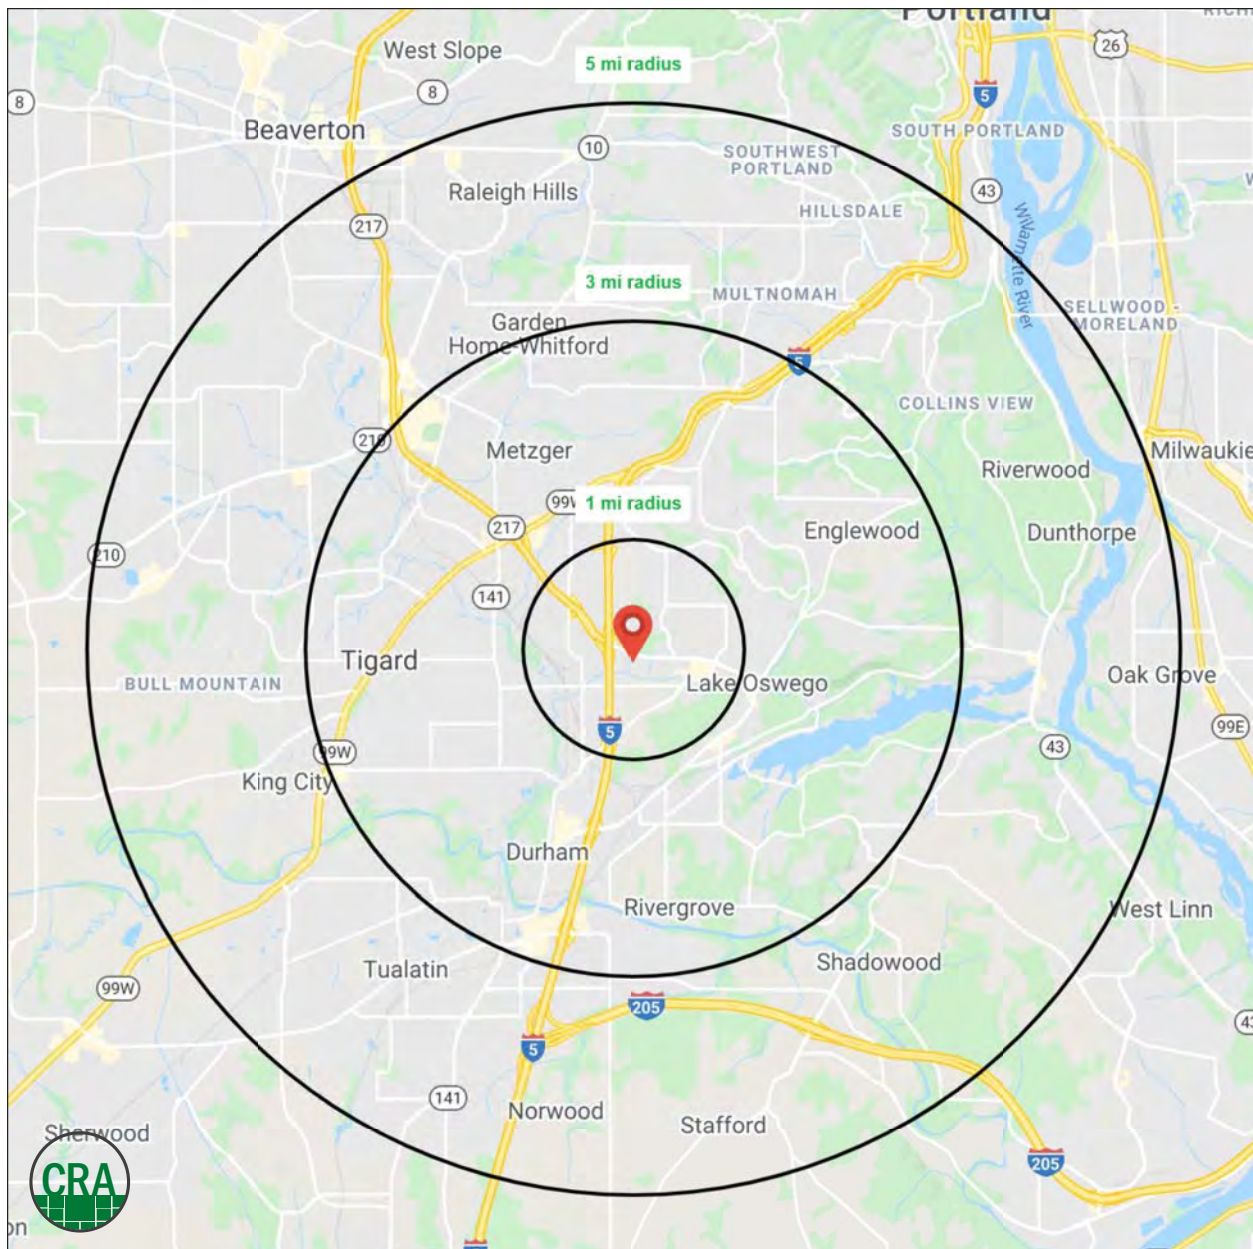 Portland
West Slope
5 mi radius
26
8
8
5
Beaverton
SOUTH PORTLAND
10
SOUTHWEST
PORTLAND
Raleigh Hills
43
HILLSDALE
217
Willamette River
3 mi radius
MULTNOMAH
SELLWOOD -
MORELAND
Garden
Home-Whitford
5
COLLINS VIEW
210
Metzger
Milwaukie
Riverwood
1 mi radius
99W
217
Englewood
Dunthorpe
210
141
Tigard
BULL MOUNTAIN
Lake Oswego
Oak Grove
5
99E
99W
43
King City
Durham
Rivergrove
West Linn
Tualatin
Shadowood
99W
205
43
5
141
Norwood
Stafford
Sherwood
205
CRA